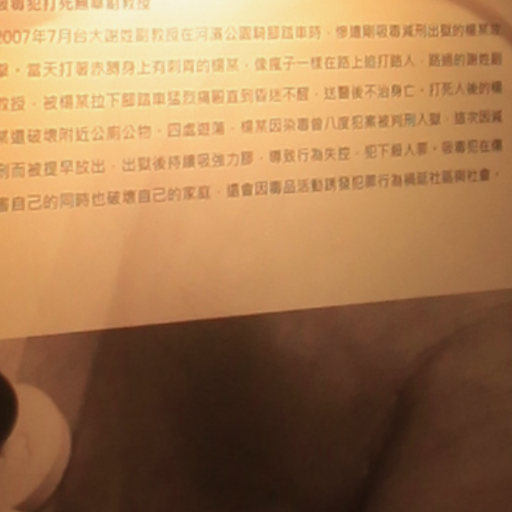 吸毒犯打死無辜副教授
2007年7月台大謝姓副教授在河濱公園騎腳踏車時，慘遭剛吸毒減刑出獄的楊某攻
擊。當天打著赤膊身上有刺青的楊某，像瘋子一樣在路上追打路人，路過的謝姓副
教授，被楊某拉下腳踏車猛烈痛毆直到昏迷不醒，送醫後不治身亡。打死人後的楊
某還破壞附近公廁公物，四處遊蕩，楊某因染毒曾八度犯案被判刑入獄，這次因減
刑而被提早放出，出獄後持續吸強力膠，導致行為失控，犯下殺人罪。吸毒犯在傷
害自己的同時也破壞自己的家庭，還會因毒品活動誘發犯罪行為禍延社區與社會。